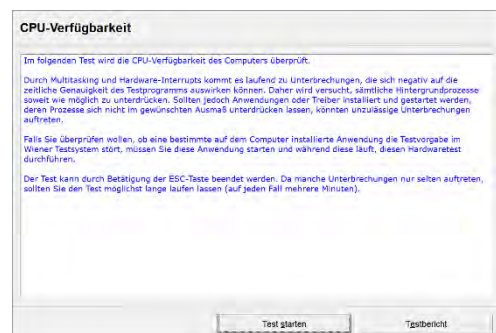 CPU-Verfügbarkeit
Im folgenden Test wird die CPU-Verfügbarkeit des Computers überprüft.
Durch Multitasking und Hardware-Interrupts kommt es laufend zu Unterbrechungen, die sich negativ auf die
zeitliche Genauigkeit des Testprogramms auswirken können. Daher wird versucht, sämtliche Hintergrundprozesse
soweit wie möglich zu unterdrücken. Sollten jedoch Anwendungen oder Treiber installiert und gestartet werden,
deren Prozesse sich nicht im gewünschten Ausmaß unterdrücken lassen, könnten unzulässige Unterbrechungen
auftreten.
Falls Sie überprüfen wollen, ob eine bestimmte auf dem Computer installierte Anwendung die Testvorgabe im
Wiener Testsystem stört, müssen Sie diese Anwendung starten und während diese läuft, diesen Hardwaretest
durchführen.
Der Test kann durch Betätigung der ESC-Taste beendet werden. Da manche Unterbrechungen nur selten auftreten,
sollten Sie den Test möglichst lange laufen lassen (auf jeden Fall mehrere Minuten).
Test starten
Testbericht